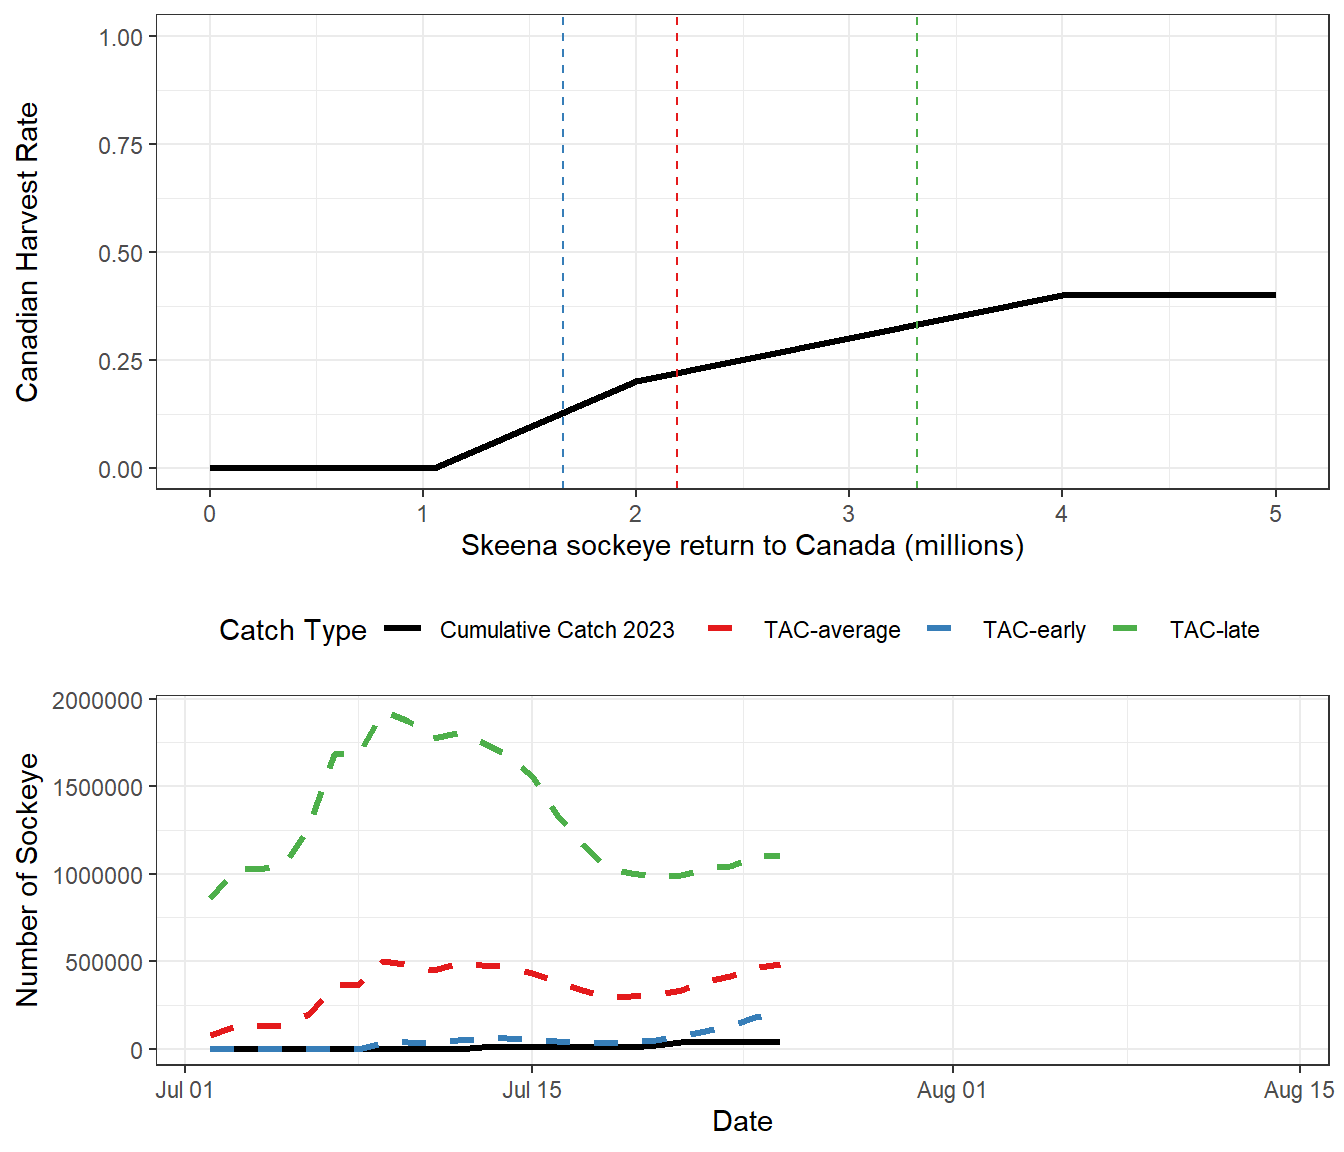 1.00
0.75
0.50
0.25
0.00
Canadian Harvest Rate
0 1 2 3 4 5
Skeena sockeye return to Canada (millions)
Catch Type Cumulative Catch 2023 TAC-average TAC-early TAC-late
2000000
1500000
1000000
500000
0
Number of Sockeye
Jul 01 Jul 15 Aug 01 Aug 15
Date